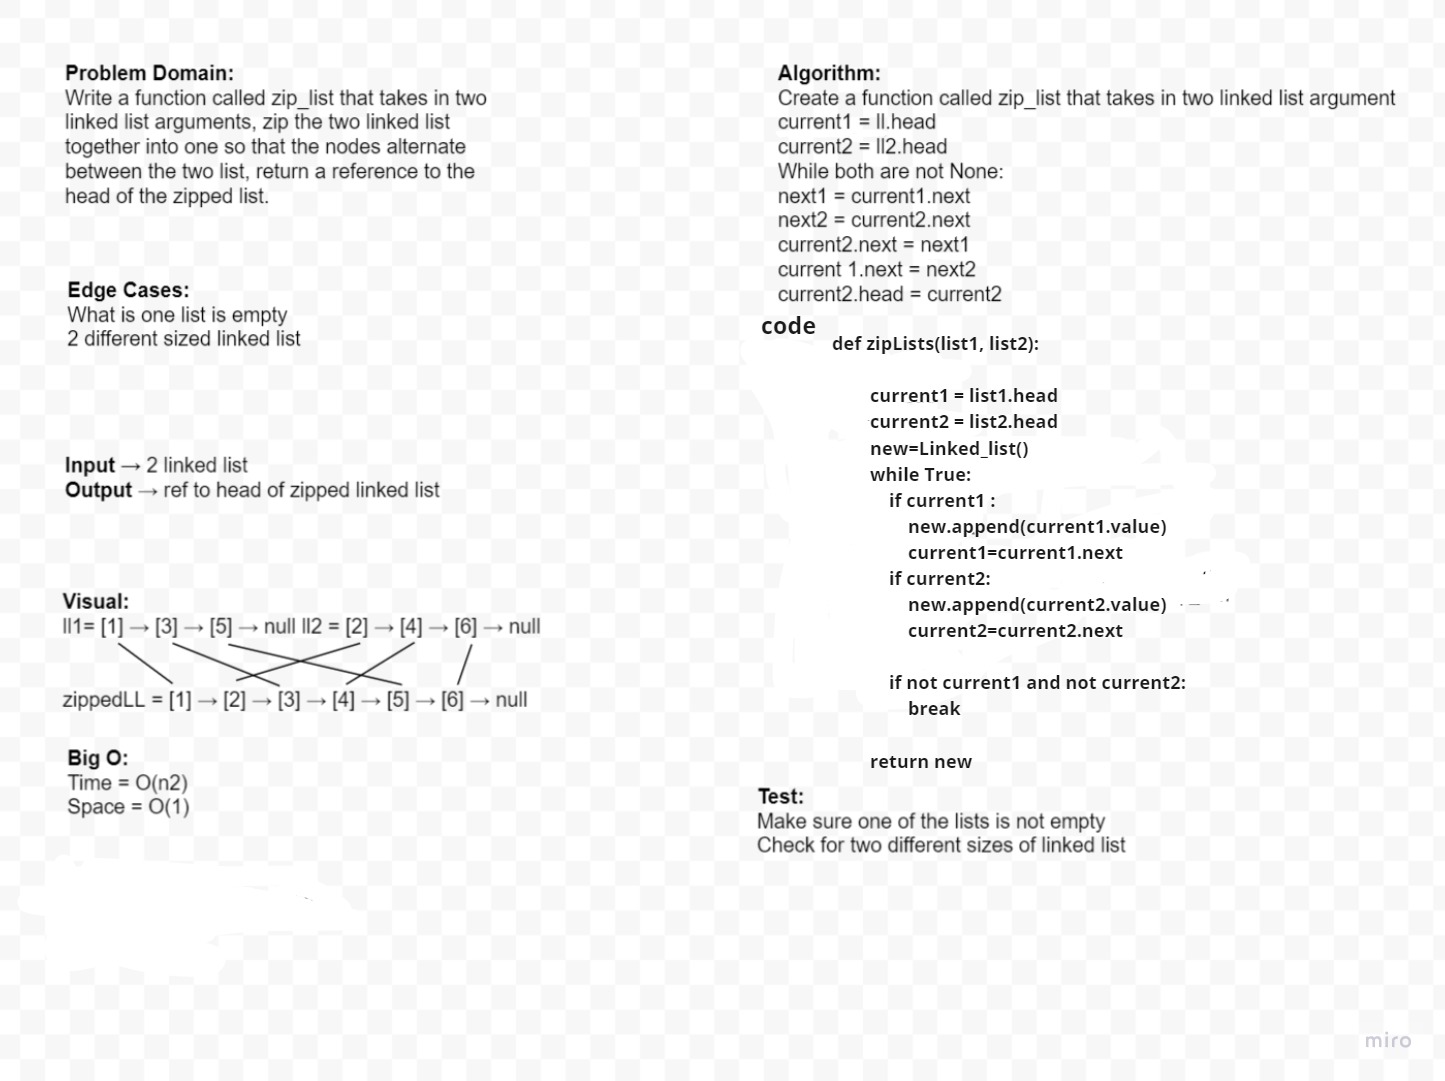 Problem Domain:
Write a function called zip_list that takes in two
linked list arguments, zip the two linked list
together into one so that the nodes alternate
between the two list, return a reference to the
head of the zipped list.
Edge Cases:
What is one list is empty
2 different sized linked list
Input → 2 linked list
Output → ref to head of zipped linked list
Visual:
ll1= [1] → [3] → [5] → null ll2 = [2] → [4] → [6] → null
zippedLL = [1] → [2] → [3] → [4] → [5] → [6] → null
Big O:
Time = O(n2)
Space = O(1)
Algorithm:
Create a function called zip_list that takes in two linked list argument
current1 = ll.head
current2 = ll2.head
While both are not None:
next1 = current1.next
next2 = current2.next
current2.next = next1
current 1.next = next2
current2.head = current2
code
def zipLists(list1, list2):
current1 = list1.head
current2 = list2.head
new=Linked_list()
while True:
if current1 :
new.append(current1.value)
current1=current1.next
if current2:
new.append(current2.value)
current2=current2.next
if not current1 and not current2:
break
return new
Test:
Make sure one of the lists is not empty
Check for two different sizes of linked list
miro